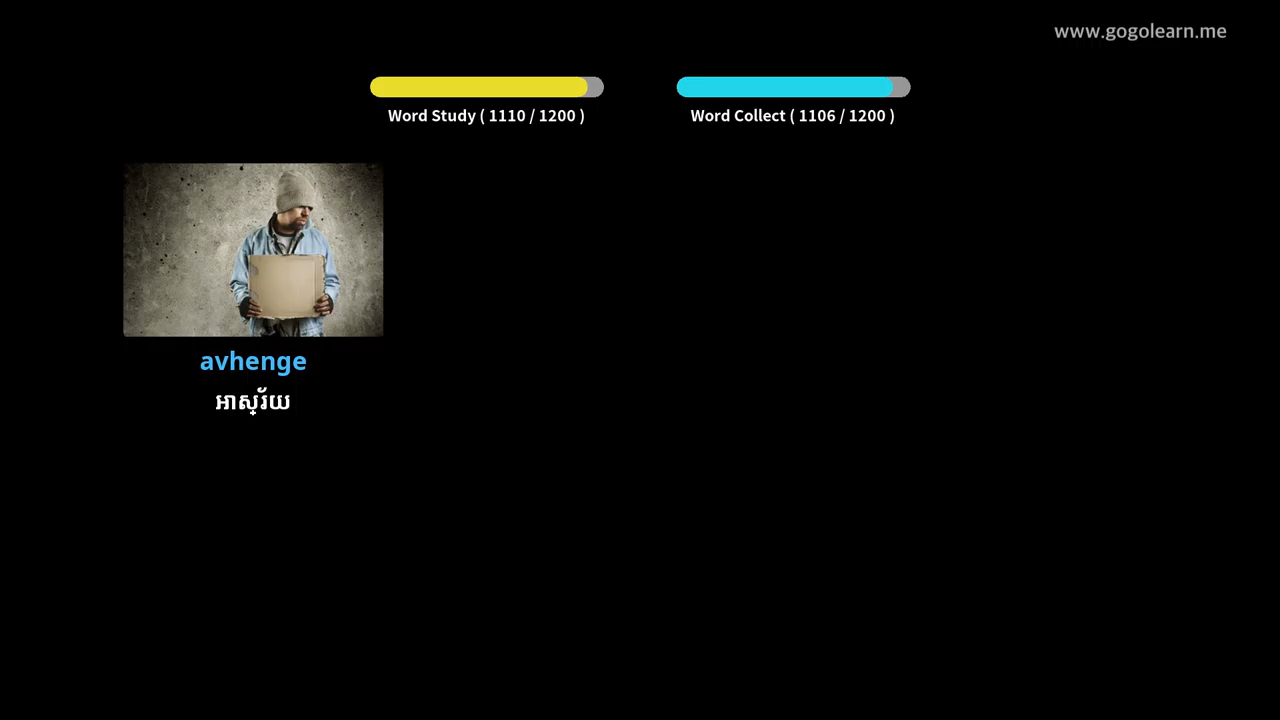 www.gogolearn.me
Word Study ( 1110 / 1200 )
Word Collect ( 1106 / 1200 )
avhenge
អាស្រ័យ